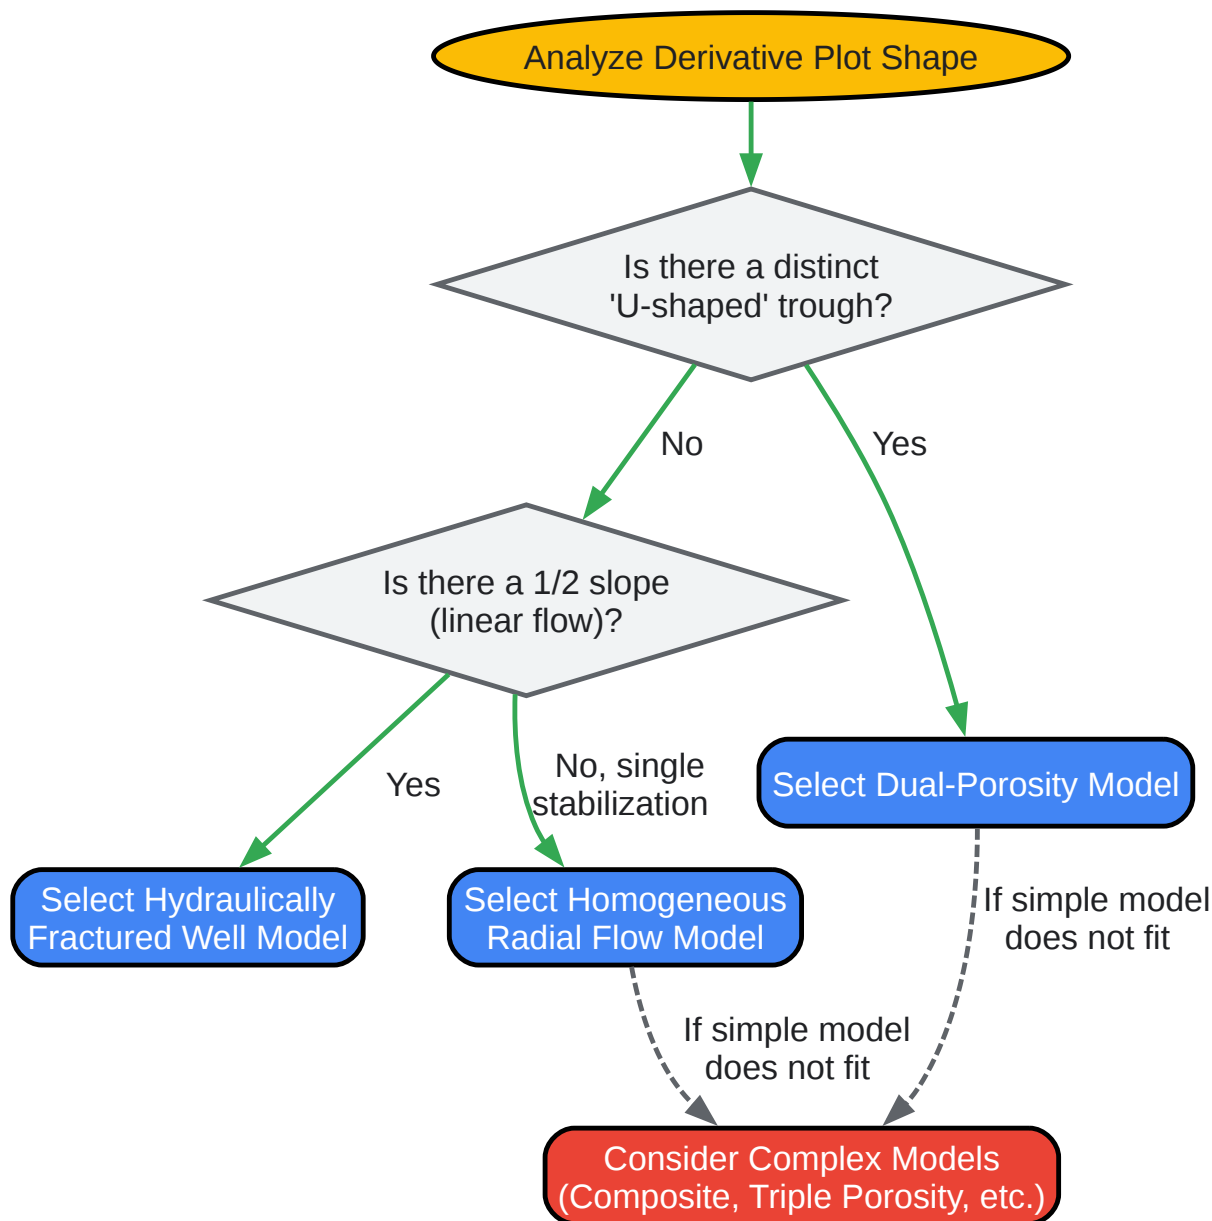 Analyze Derivative Plot Shape
Is there a distinct
'U-shaped' trough?
No
Yes
Is there a 1/2 slope
(linear flow)?
Yes
No, single
stabilization
Select Dual-Porosity Model
Select Hydraulically
Fractured Well Model
Select Homogeneous
Radial Flow Model
If simple model
does not fit
If simple model
does not fit
Consider Complex Models
(Composite, Triple Porosity, etc.)